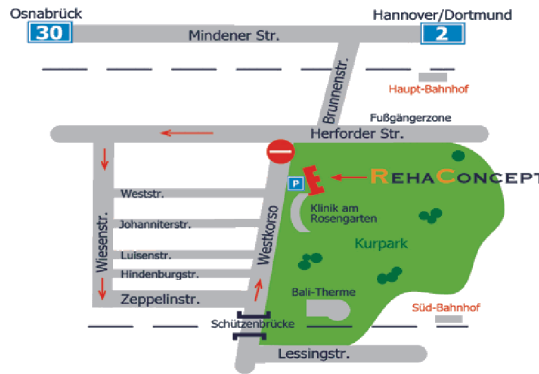 Osnabrück
30
Mindener Str.
Hannover/Dortmund
2
Haupt-Bahnhof
Brunnenstr.
Fußgängerzone
Herforder Str.
P
REHACONCEPT
Klinik am
Rosengarten
Kurpark
Wiesenstr.
Weststr.
Johanniterstr.
Luisenstr.
Hindenburgstr.
Zeppelinstr.
Westkorso
Bali-Therme
Süd-Bahnhof
Schützenbrücke
Lessingstr.